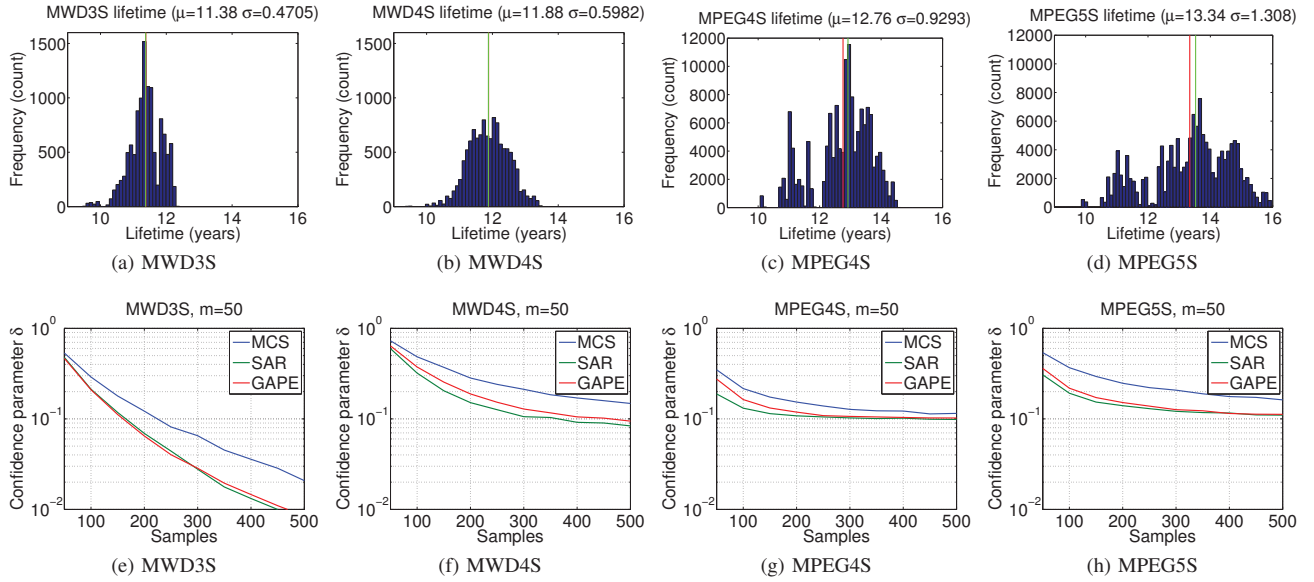 MWD3S lifetime (μ=11.38 σ=0.4705)
Frequency (count)
1500
1000
500
0
10 12 14 16
Lifetime (years)
(a) MWD3S
MWD4S lifetime (μ=11.88 σ=0.5982)
Frequency (count)
1500
1000
500
0
10 12 14 16
Lifetime (years)
(b) MWD4S
MPEG4S lifetime (μ=12.76 σ=0.9293)
Frequency (count)
12000
10000
8000
6000
4000
2000
0
10 12 14 16
Lifetime (years)
(c) MPEG4S
MPEG5S lifetime (μ=13.34 σ=1.308)
Frequency (count)
12000
10000
8000
6000
4000
2000
0
10 12 14 16
Lifetime (years)
(d) MPEG5S
MWD3S, m=50
Confidence parameter δ
10^0
10^-1
10^-2
MCS
SAR
GAPE
100 200 300 400 500
Samples
(e) MWD3S
MWD4S, m=50
Confidence parameter δ
10^0
10^-1
10^-2
MCS
SAR
GAPE
100 200 300 400 500
Samples
(f) MWD4S
MPEG4S, m=50
Confidence parameter δ
10^0
10^-1
10^-2
MCS
SAR
GAPE
100 200 300 400 500
Samples
(g) MPEG4S
MPEG5S, m=50
Confidence parameter δ
10^0
10^-1
10^-2
MCS
SAR
GAPE
100 200 300 400 500
Samples
(h) MPEG5S